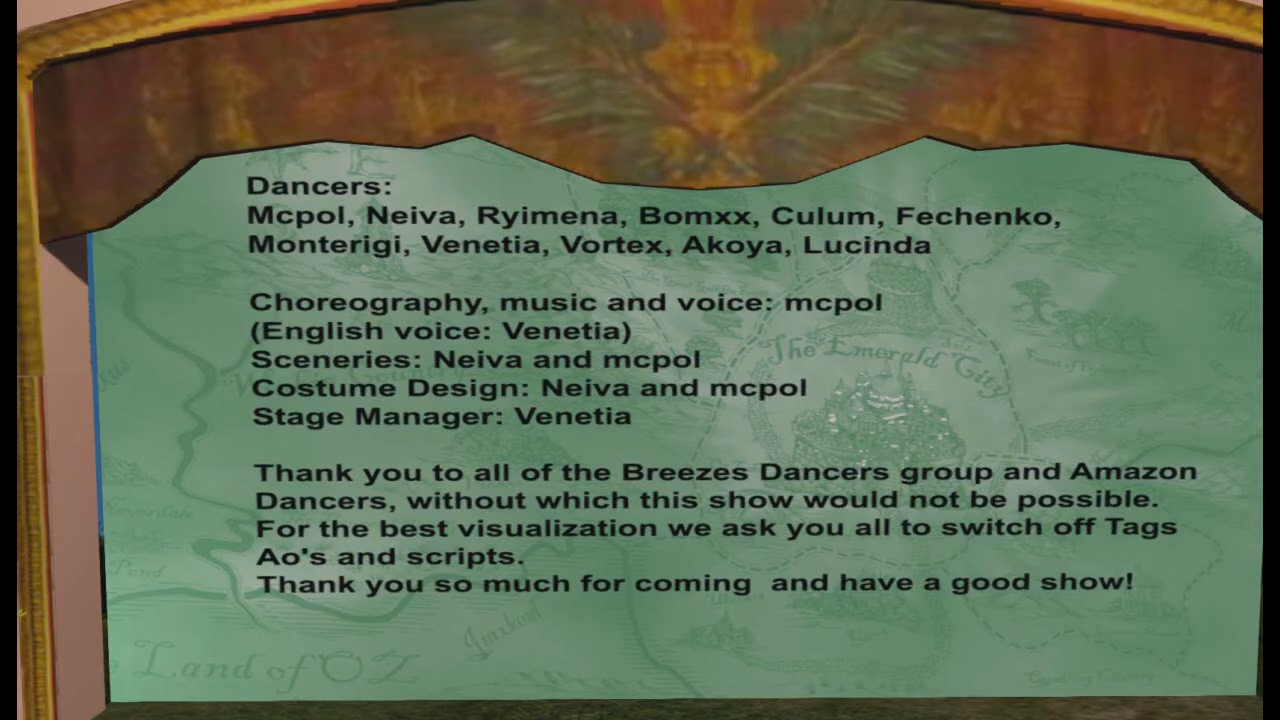 Dancers:
Mcpol, Neiva, Ryimena, Bomxx, Culum, Fechenko,
Monterigi, Venetia, Vortex, Akoya, Lucinda
Choreography, music and voice: mcpol
(English voice: Venetia)
Sceneries: Neiva and mcpol
Costume Design: Neiva and mcpol
Stage Manager: Venetia
The Emerald City
Thank you to all of the Breezes Dancers group and Amazon
Dancers, without which this show would not be possible.
For the best visualization we ask you all to switch off Tags
Ao's and scripts.
Thank you so much for coming  and have a good show!
Pond
Jinxland
Land of OZ